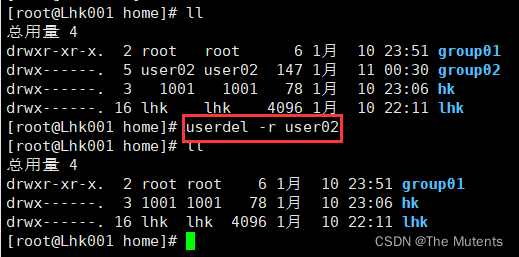 [root@Lhk001 home]# ll
总用量 4
drwxr-xr-x.  2 root   root      6 1月   10 23:51 group01
drwx------.  5 user02 user02  147 1月   11 00:30 group02
drwx------.  3   1001   1001   78 1月   10 23:06 hk
drwx------. 16 lhk    lhk    4096 1月   10 22:11 lhk
[root@Lhk001 home]# userdel -r user02
[root@Lhk001 home]# ll
总用量 4
drwxr-xr-x.  2 root root    6 1月   10 23:51 group01
drwx------.  3 1001 1001   78 1月   10 23:06 hk
drwx------. 16 lhk  lhk  4096 1月   10 22:11 lhk
[root@Lhk001 home]#
CSDN @The Mutents